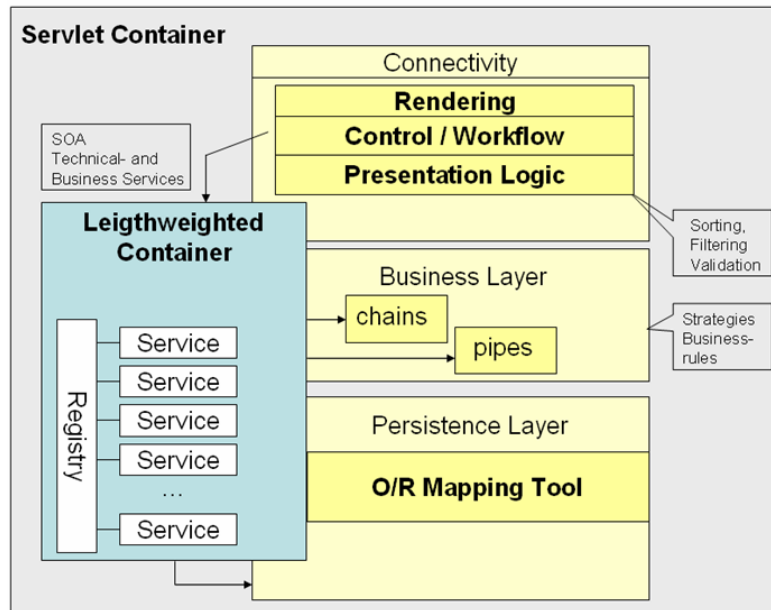 Servlet Container
Connectivity
Rendering
Control / Workflow
Presentation Logic
SOA
Technical- and
Business Services
Sorting,
Filtering
Validation
Leigthweighted
Container
Registry
Service
Service
Service
Service
...
Service
Business Layer
chains
pipes
Strategies
Business-
rules
Persistence Layer
O/R Mapping Tool